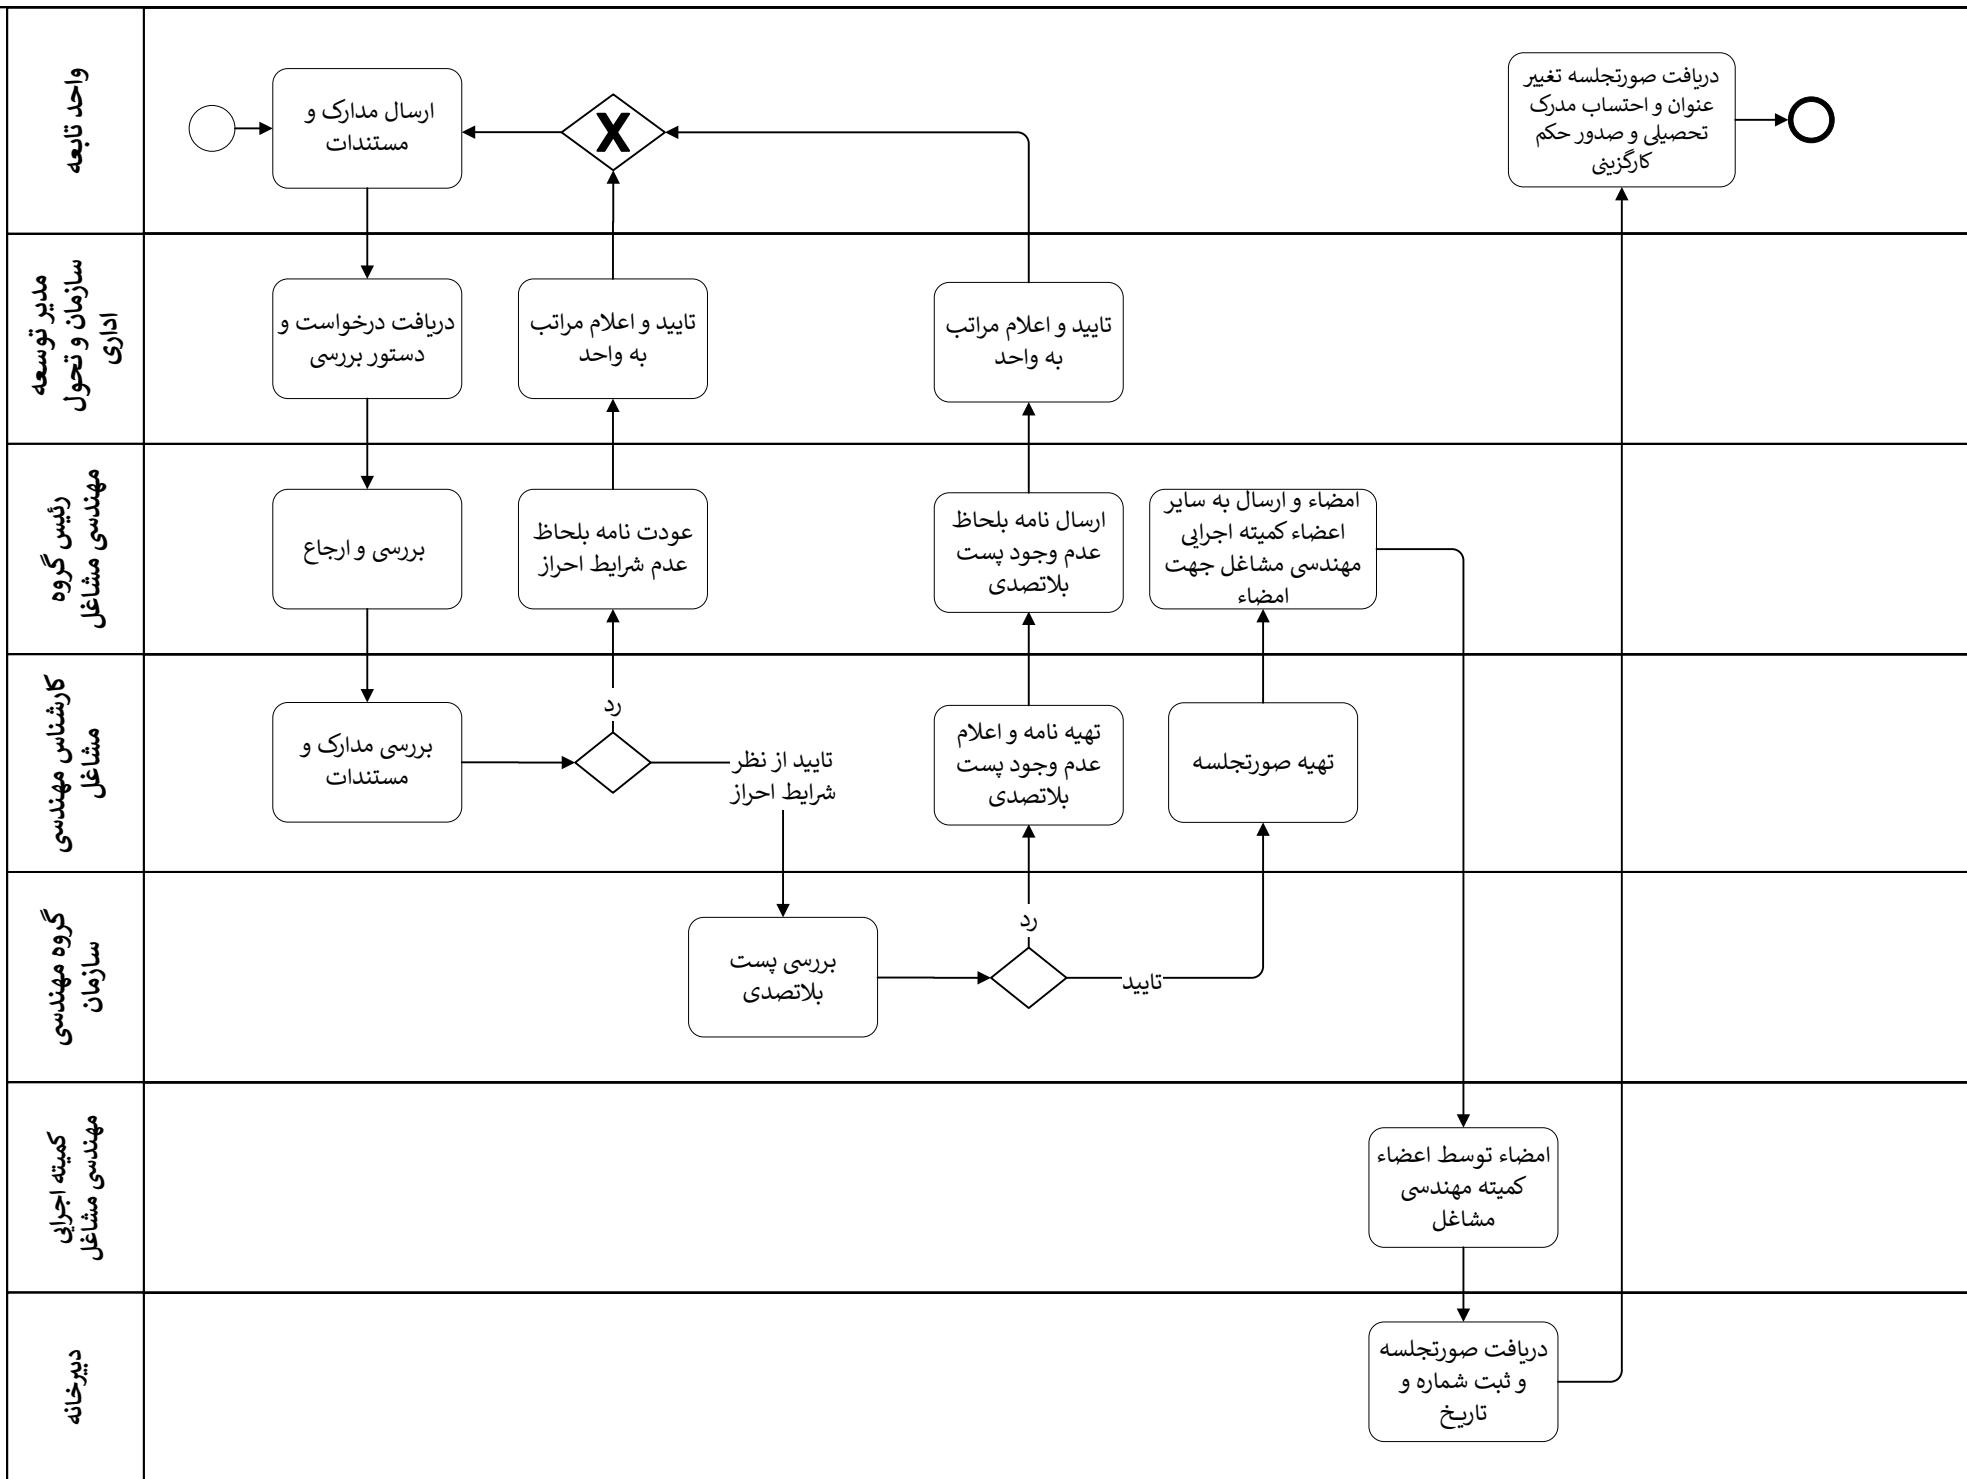 واحد تابعه
ارسال مدارک و
مستندات
X
دریافت صورتجلسه تغییر
عنوان و احتساب مدرک
تحصیلی و صدور حکم
کارگزینی
مدیر توسعه
سازمان و تحول
اداری
دریافت درخواست و
دستور بررسی
تایید و اعلام مراتب
به واحد
تایید و اعلام مراتب
به واحد
رئیس گروه
مهندسی مشاغل
بررسی و ارجاع
عودت نامه بلحاظ
عدم شرایط احراز
ارسال نامه بلحاظ
عدم وجود پست
بلاتصدی
امضاء و ارسال به سایر
اعضاء کمیته اجرایی
مهندسی مشاغل جهت
امضاء
کارشناس مهندسی
مشاغل
بررسی مدارک و
مستندات
رد
تایید از نظر
شرایط احراز
تهیه نامه و اعلام
عدم وجود پست
بلاتصدی
تهیه صورتجلسه
گروه مهندسی
سازمان
بررسی پست
بلاتصدی
رد
تایید
کمیته اجرایی
مهندسی مشاغل
امضاء توسط اعضاء
کمیته مهندسی
مشاغل
دبیرخانه
دریافت صورتجلسه
و ثبت شماره و
تاریخ